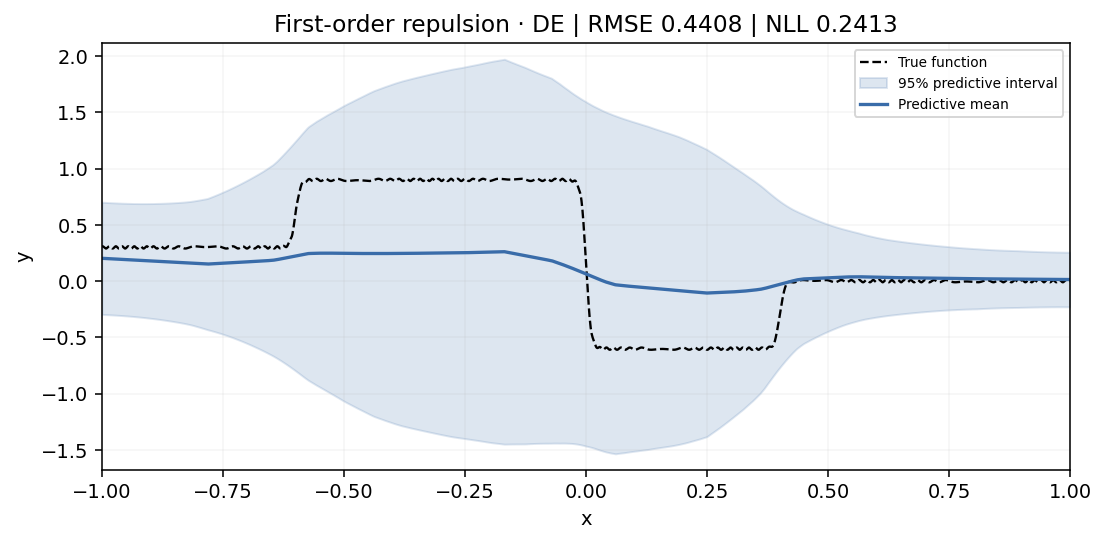 First-order repulsion · DE | RMSE 0.4408 | NLL 0.2413
True function
95% predictive interval
Predictive mean
2.0
1.5
1.0
0.5
0.0
−0.5
−1.0
−1.5
y
−1.00
−0.75
−0.50
−0.25
0.00
0.25
0.50
0.75
1.00
x